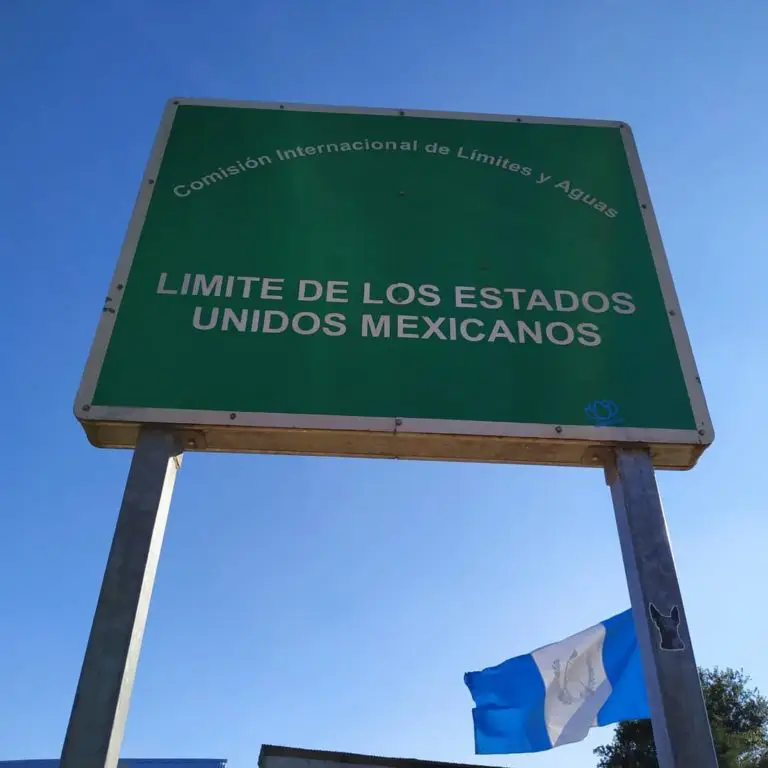 Comisión Internacional de Límites y Aguas
LIMITE DE LOS ESTADOS
UNIDOS MEXICANOS